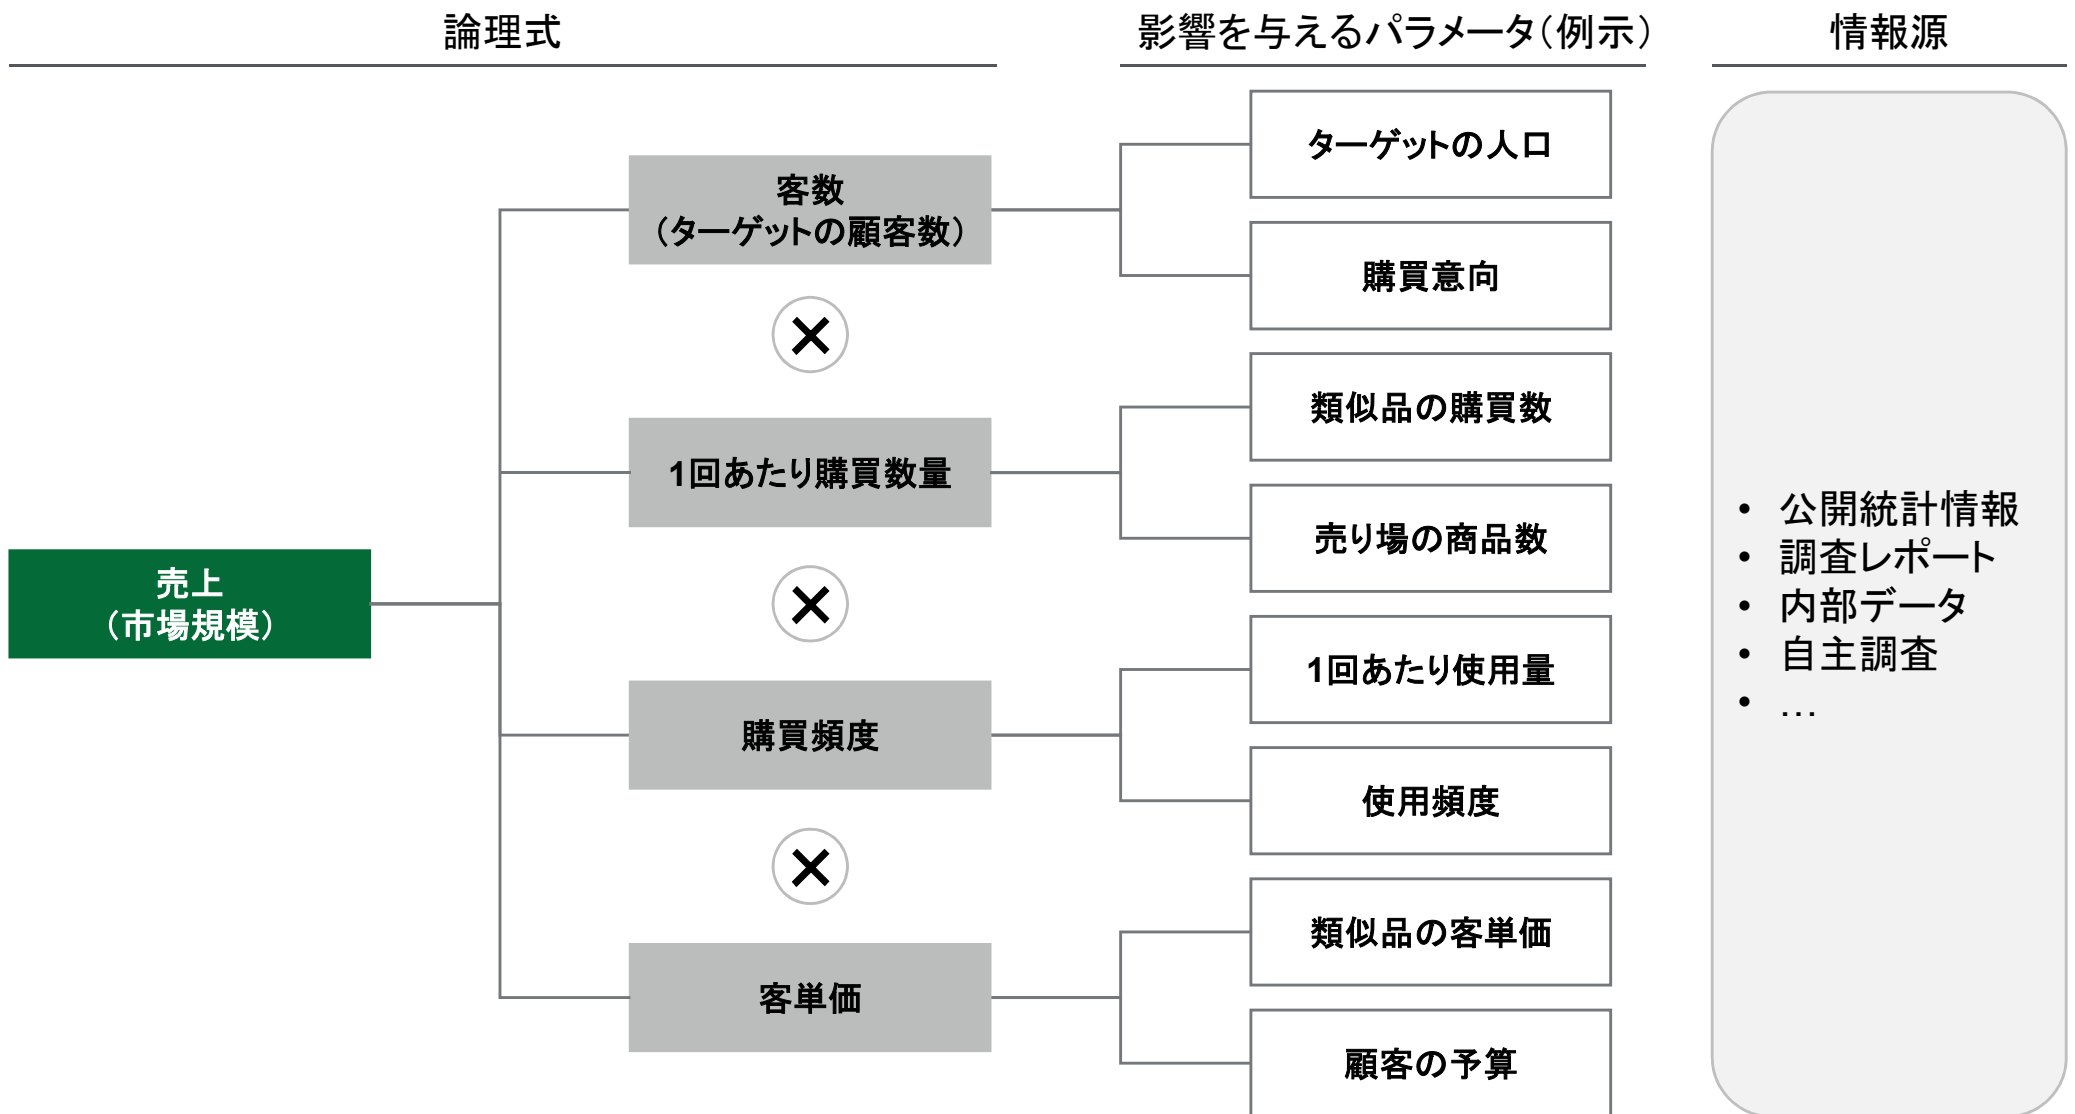 論理式
影響を与えるパラメータ（例示）
情報源
売上
（市場規模）
客数
（ターゲットの顧客数）
×
1回あたり購買数量
×
購買頻度
×
客単価
ターゲットの人口
購買意向
類似品の購買数
売り場の商品数
1回あたり使用量
使用頻度
類似品の客単価
顧客の予算
• 公開統計情報
• 調査レポート
• 内部データ
• 自主調査
• …